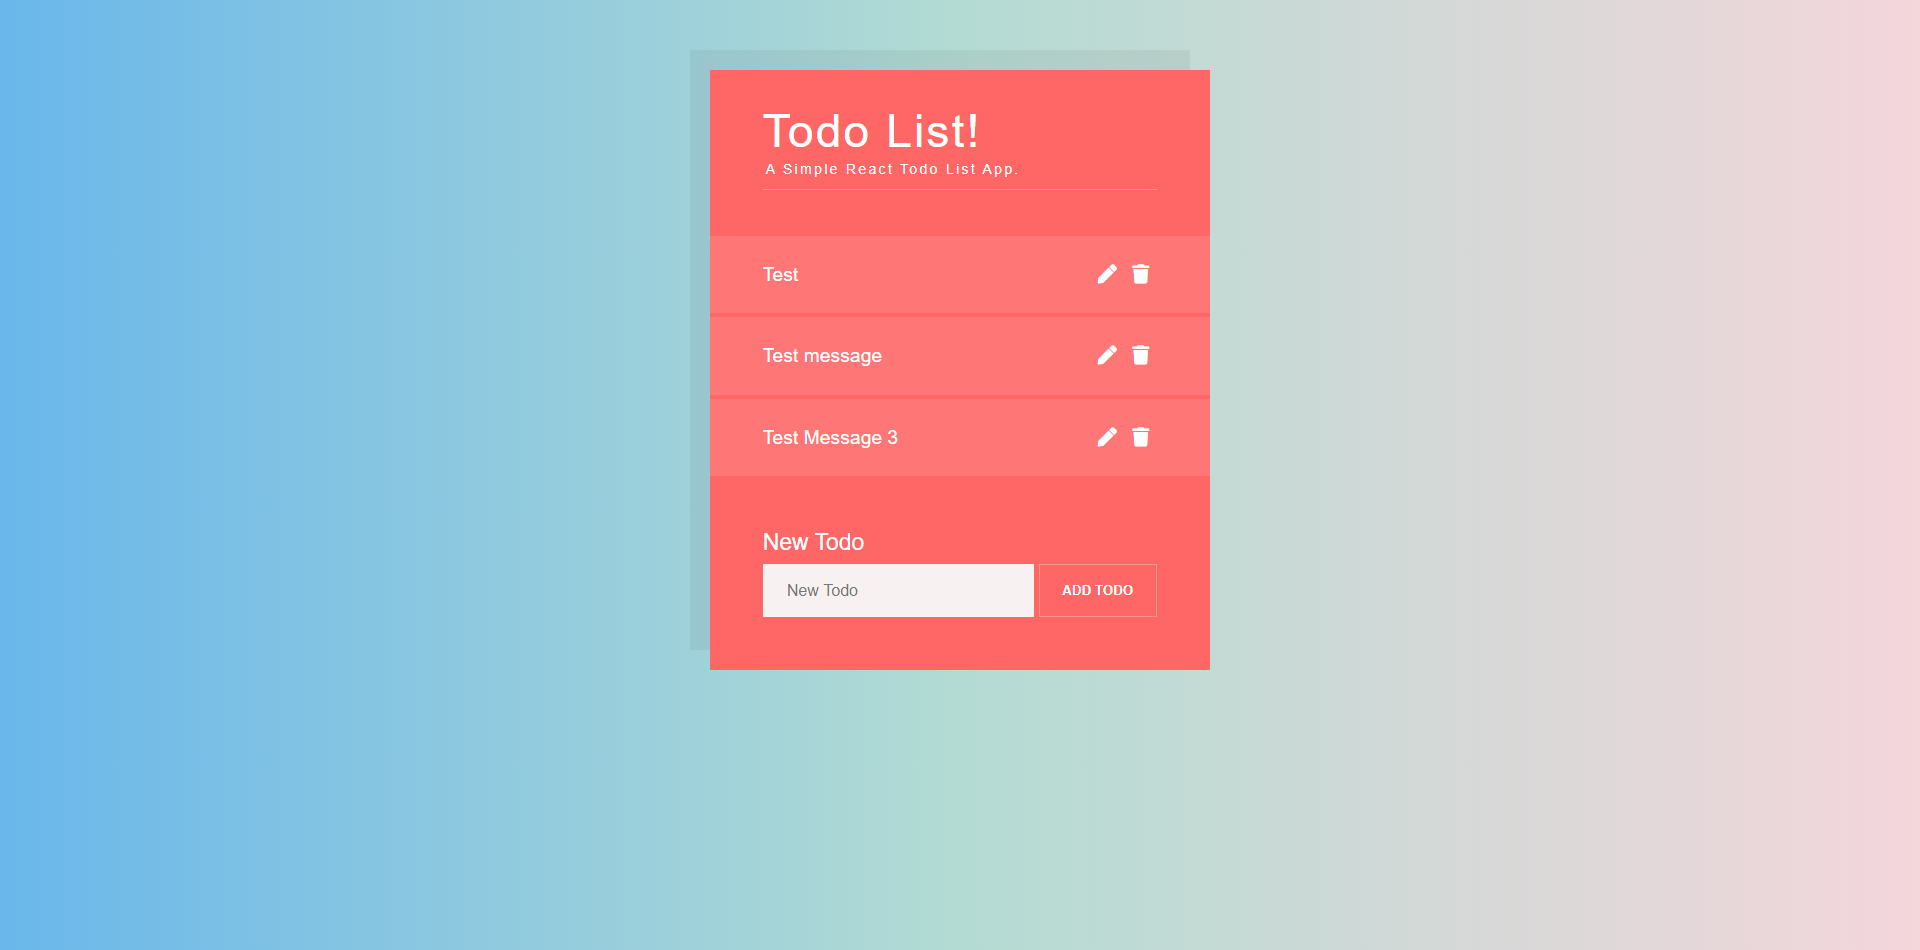 Todo List!
A Simple React Todo List App.
Test
Test message
Test Message 3
New Todo
New Todo
ADD TODO